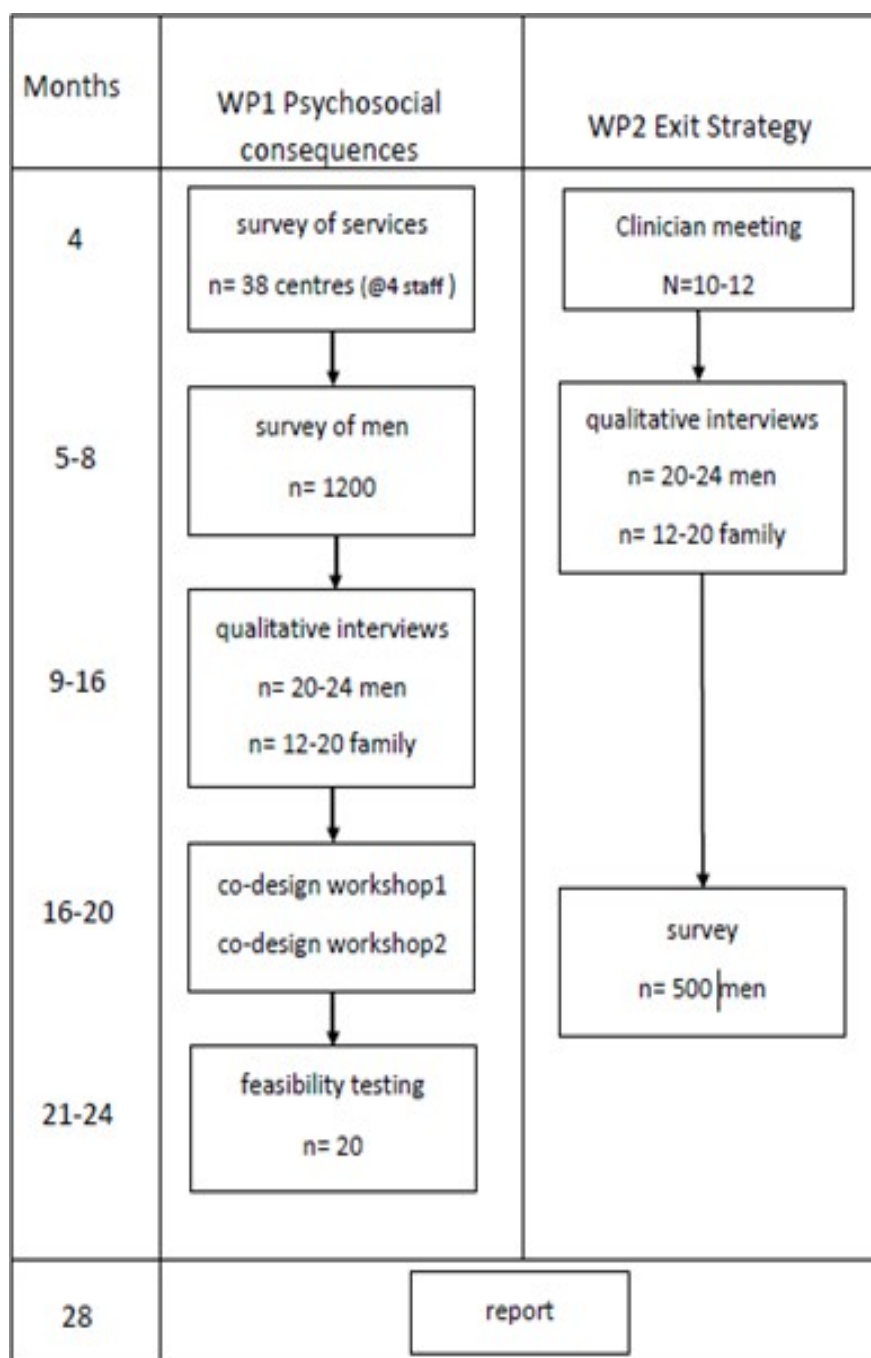 Months
WP1 Psychosocial
consequences
WP2 Exit Strategy
4
survey of services
n= 38 centres (@4 staff )
Clinician meeting
N=10-12
5-8
survey of men
n= 1200
qualitative interviews
n= 20-24 men
n= 12-20 family
9-16
qualitative interviews
n= 20-24 men
n= 12-20 family
16-20
co-design workshop1
co-design workshop2
survey
n= 500 men
21-24
feasibility testing
n= 20
28
report